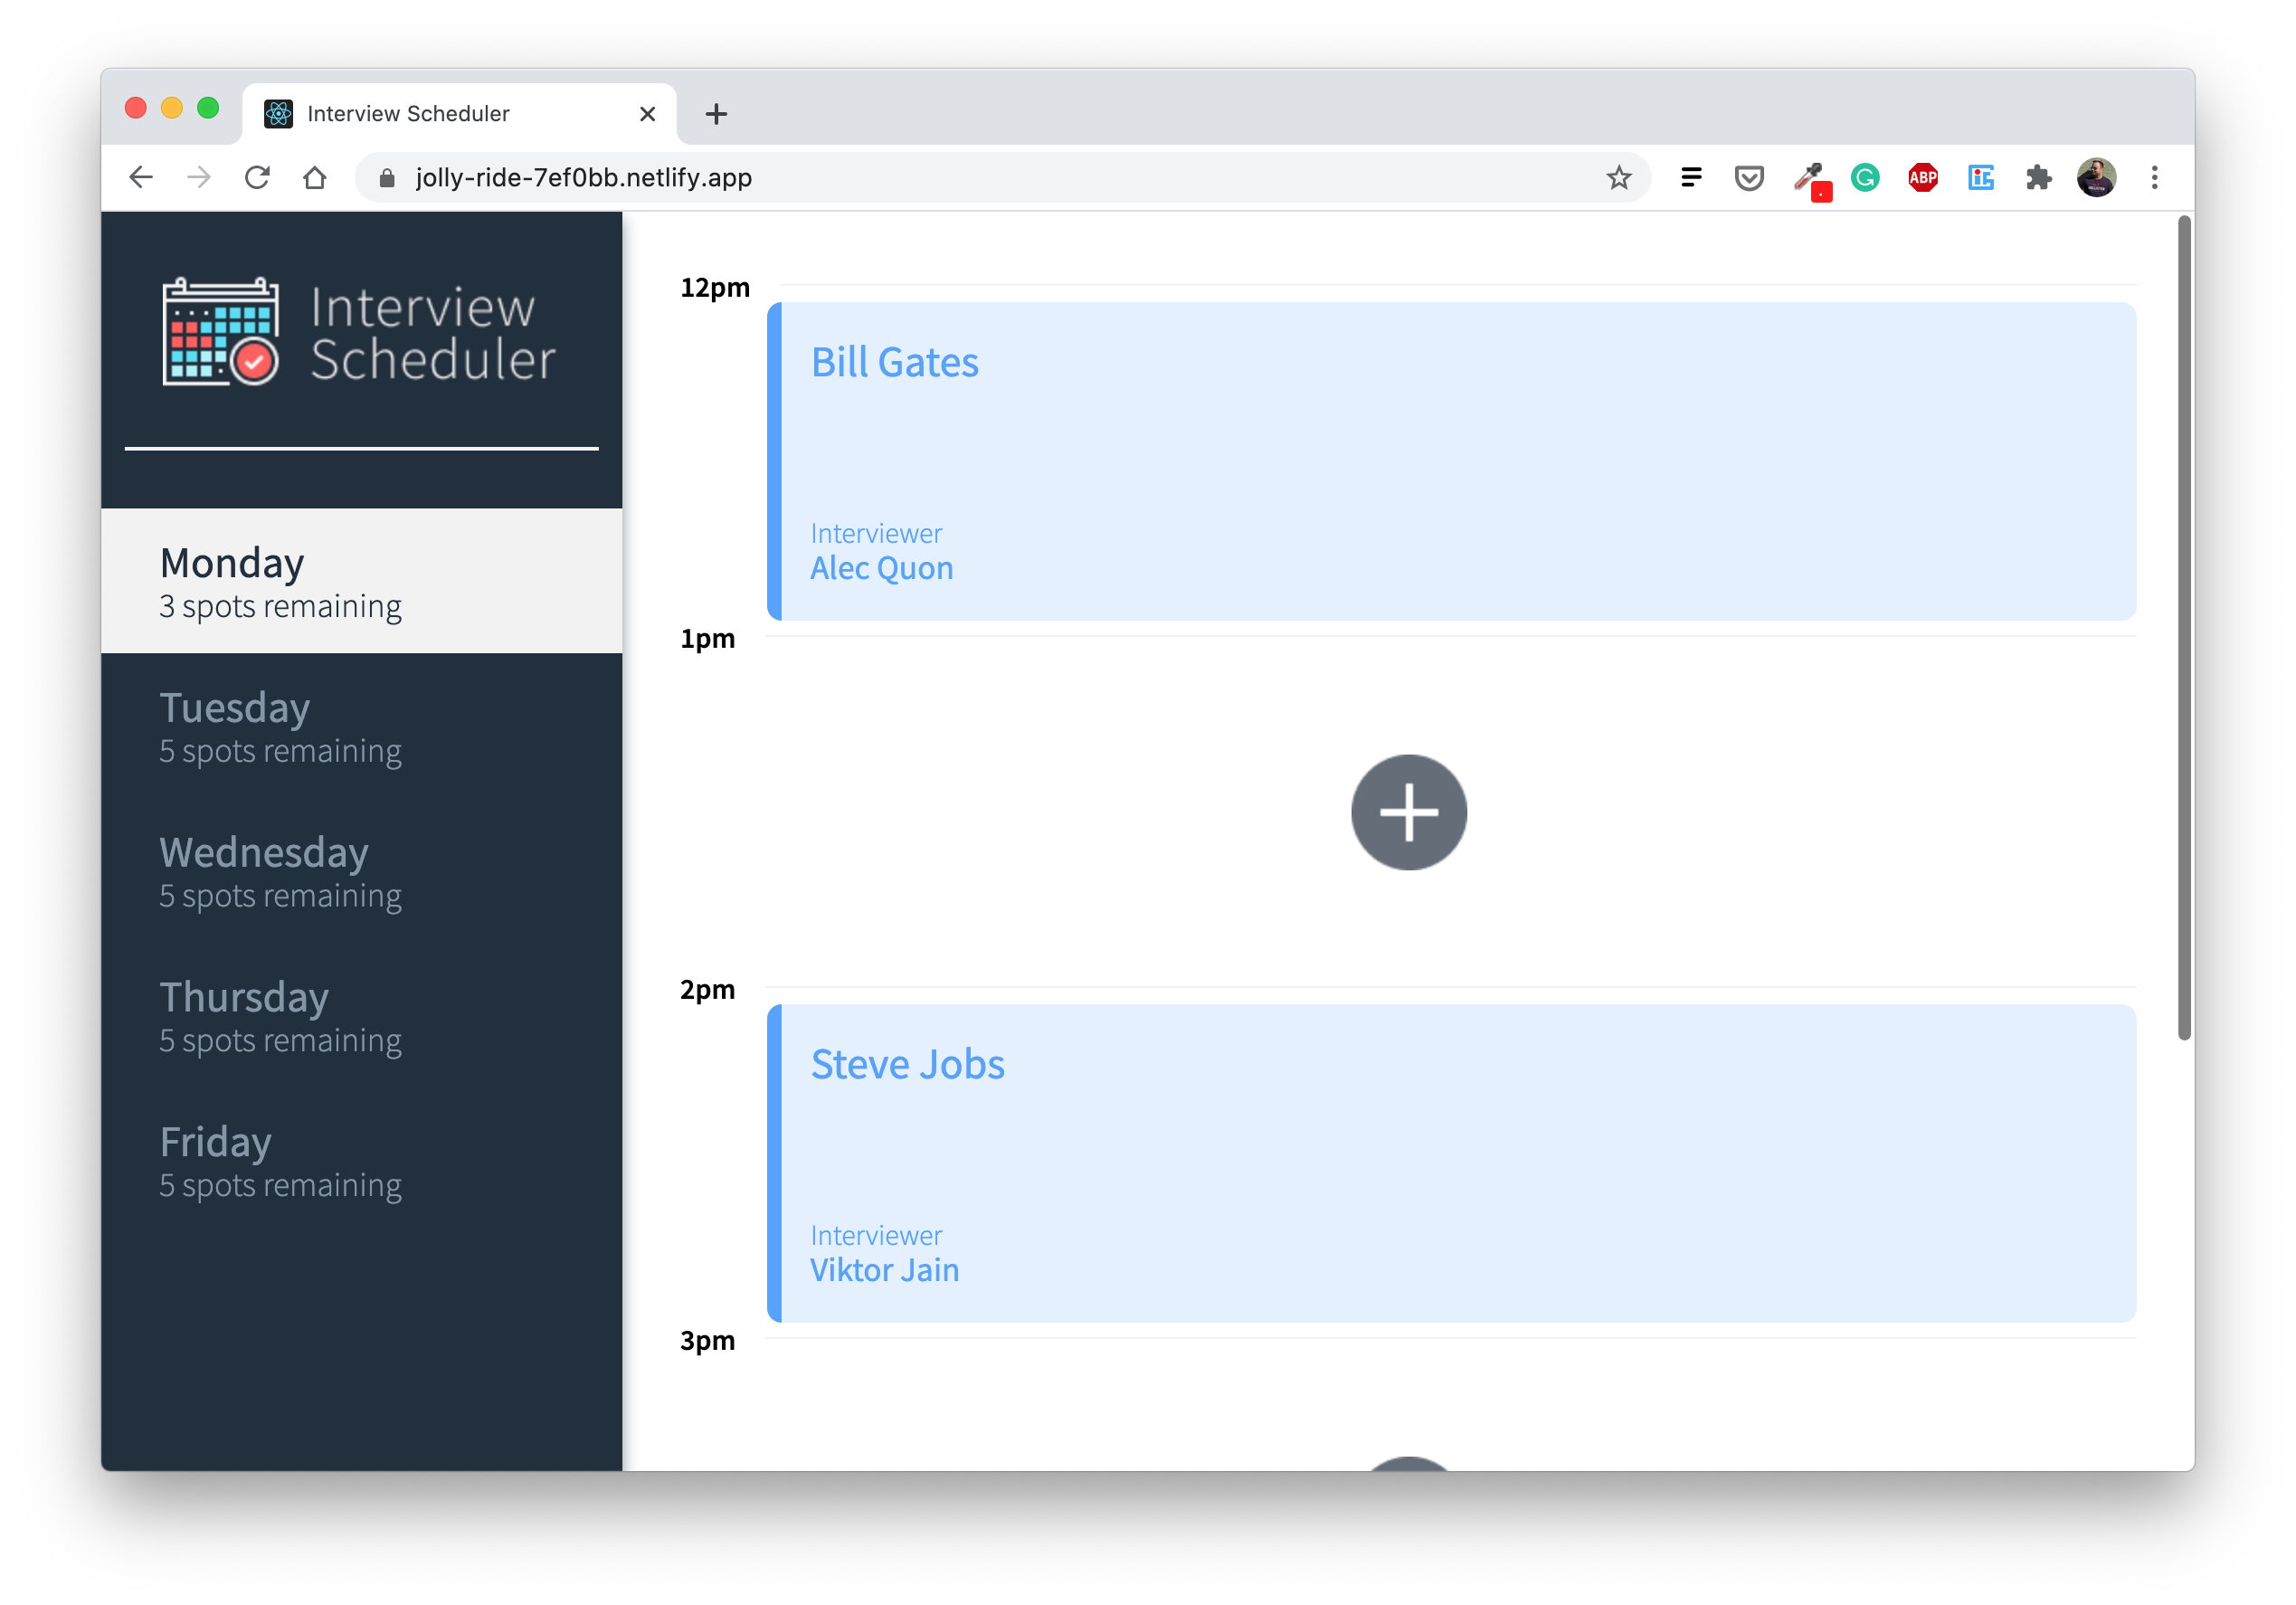 Interview Scheduler
jolly-ride-7ef0bb.netlify.app
ABP
Interview
Scheduler
Monday
3 spots remaining
Tuesday
5 spots remaining
Wednesday
5 spots remaining
Thursday
5 spots remaining
Friday
5 spots remaining
12pm
Bill Gates
Interviewer
Alec Quon
1pm
2pm
Steve Jobs
Interviewer
Viktor Jain
3pm